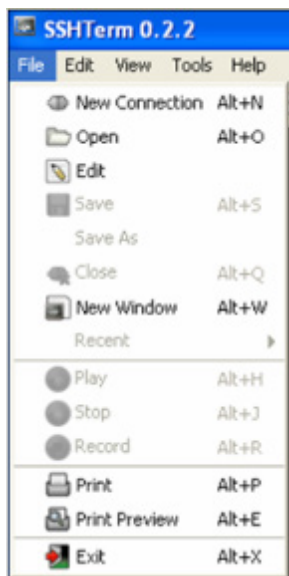 SSHTerm 0.2.2
File Edit View Tools Help
New Connection Alt+N
Open Alt+O
Edit
Save Alt+S
Save As
Close Alt+Q
New Window Alt+W
Recent
Play Alt+H
Stop Alt+J
Record Alt+R
Print Alt+P
Print Preview Alt+E
Exit Alt+X